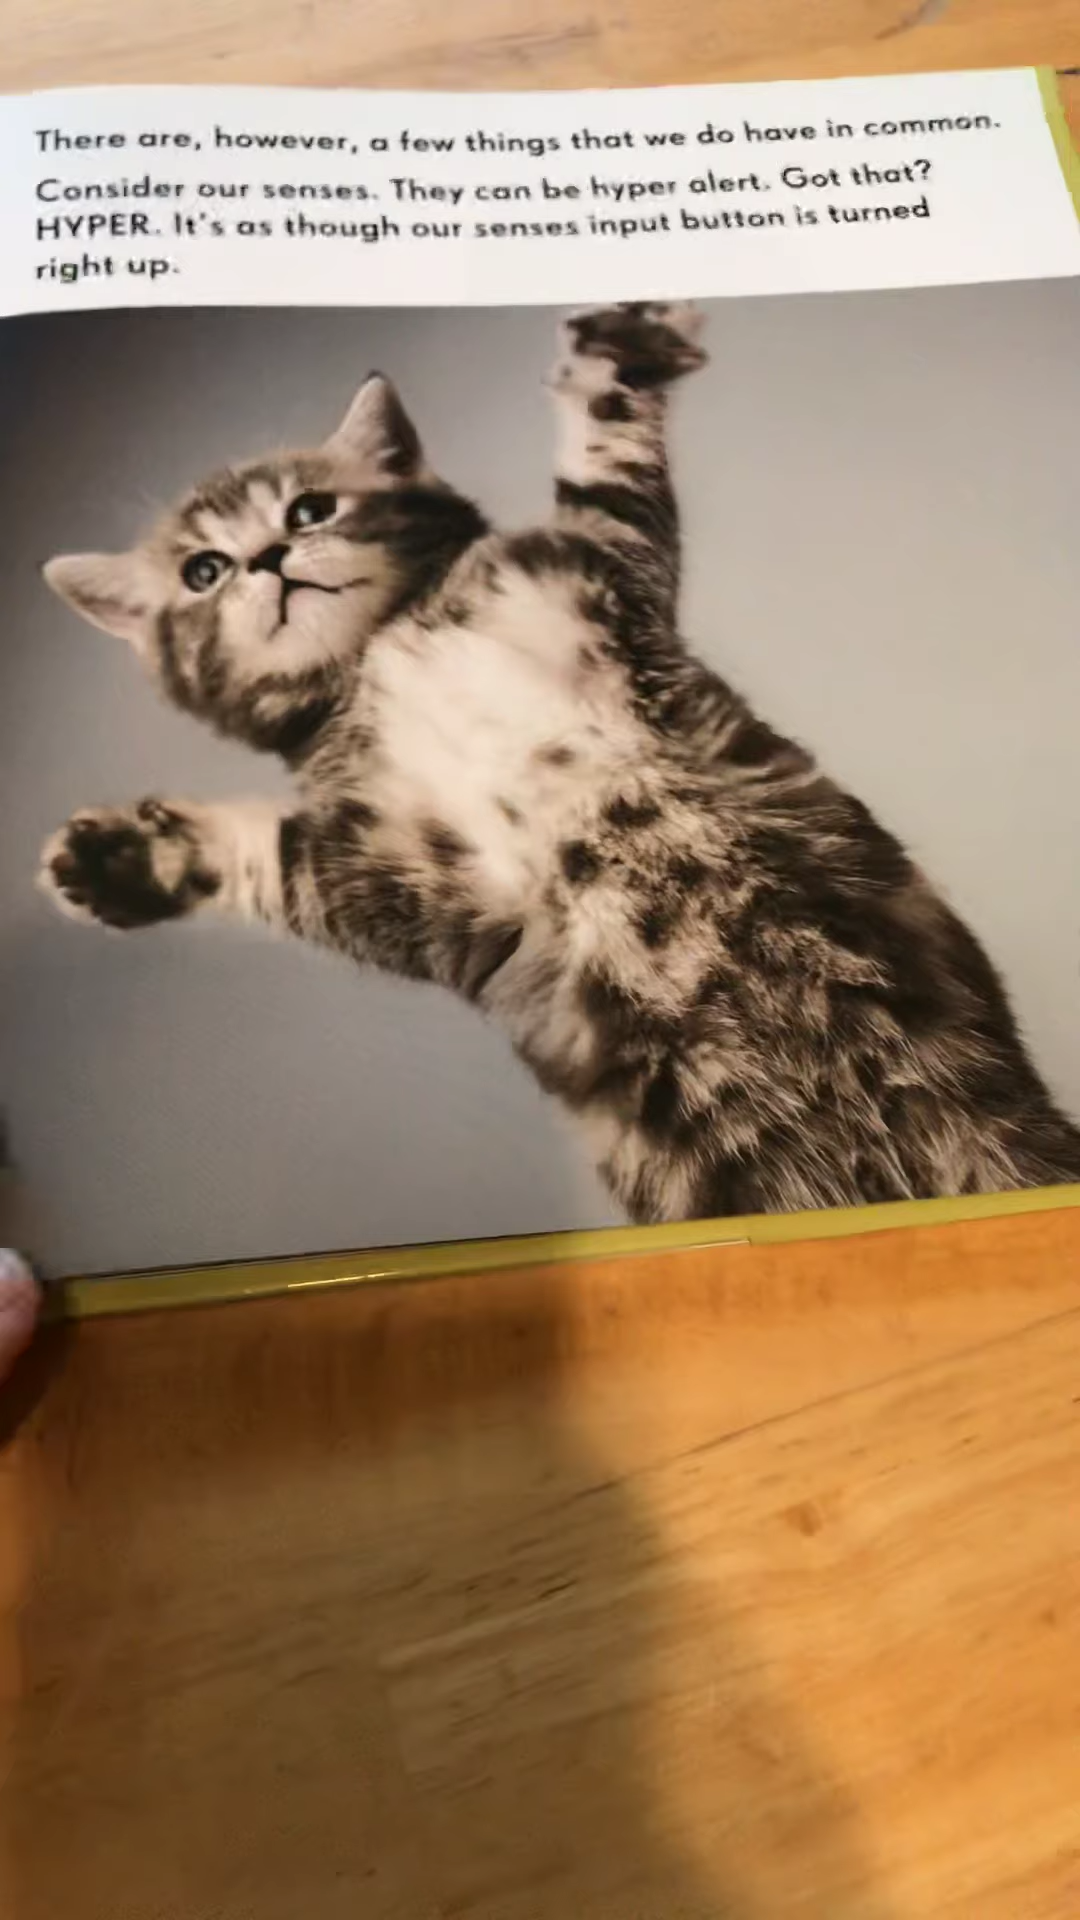 There are, however, a few things that we do have in common.
Consider our senses. They can be hyper alert. Got that?
HYPER. It's as though our senses input button is turned
right up.